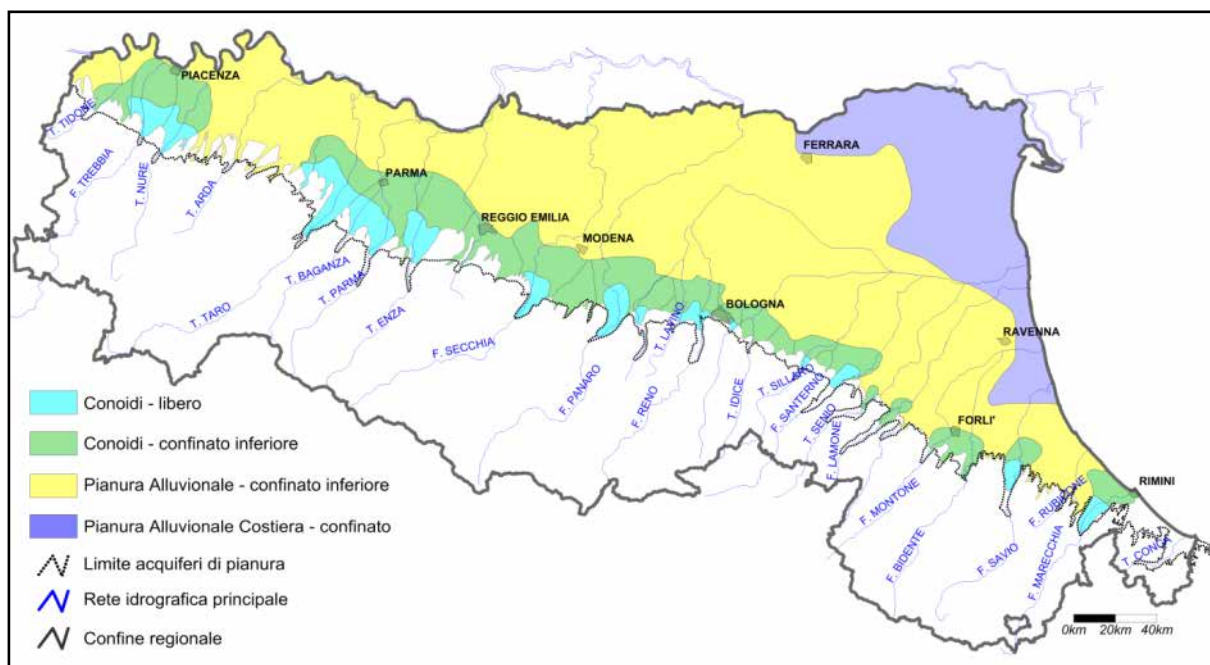 PIACENZA
T. TIDONE
F. TREBBIA
T. NURE
T. ARDA
PARMA
FERRARA
REGGIO EMILIA
MODENA
T. BAGANZA
T. PARMA
T. TARO
T. ENZA
F. SECCHIA
BOLOGNA
T. LAVINO
F. PANARO
F. RENO
T. IDICE
T. SILLARO
F. SANTERNO
T. SENIO
F. LAMONE
RAVENNA
FORLI'
F. MONTONE
F. BIDENTE
F. SAVIO
F. RUBICONE
F. MARECCHIA
RIMINI
T. CONCA
Conoidi - libero
Conoidi - confinato inferiore
Pianura Alluvionale - confinato inferiore
Pianura Alluvionale Costiera - confinato
Limite acquiferi di pianura
Rete idrografica principale
Confine regionale
0km 20km 40km